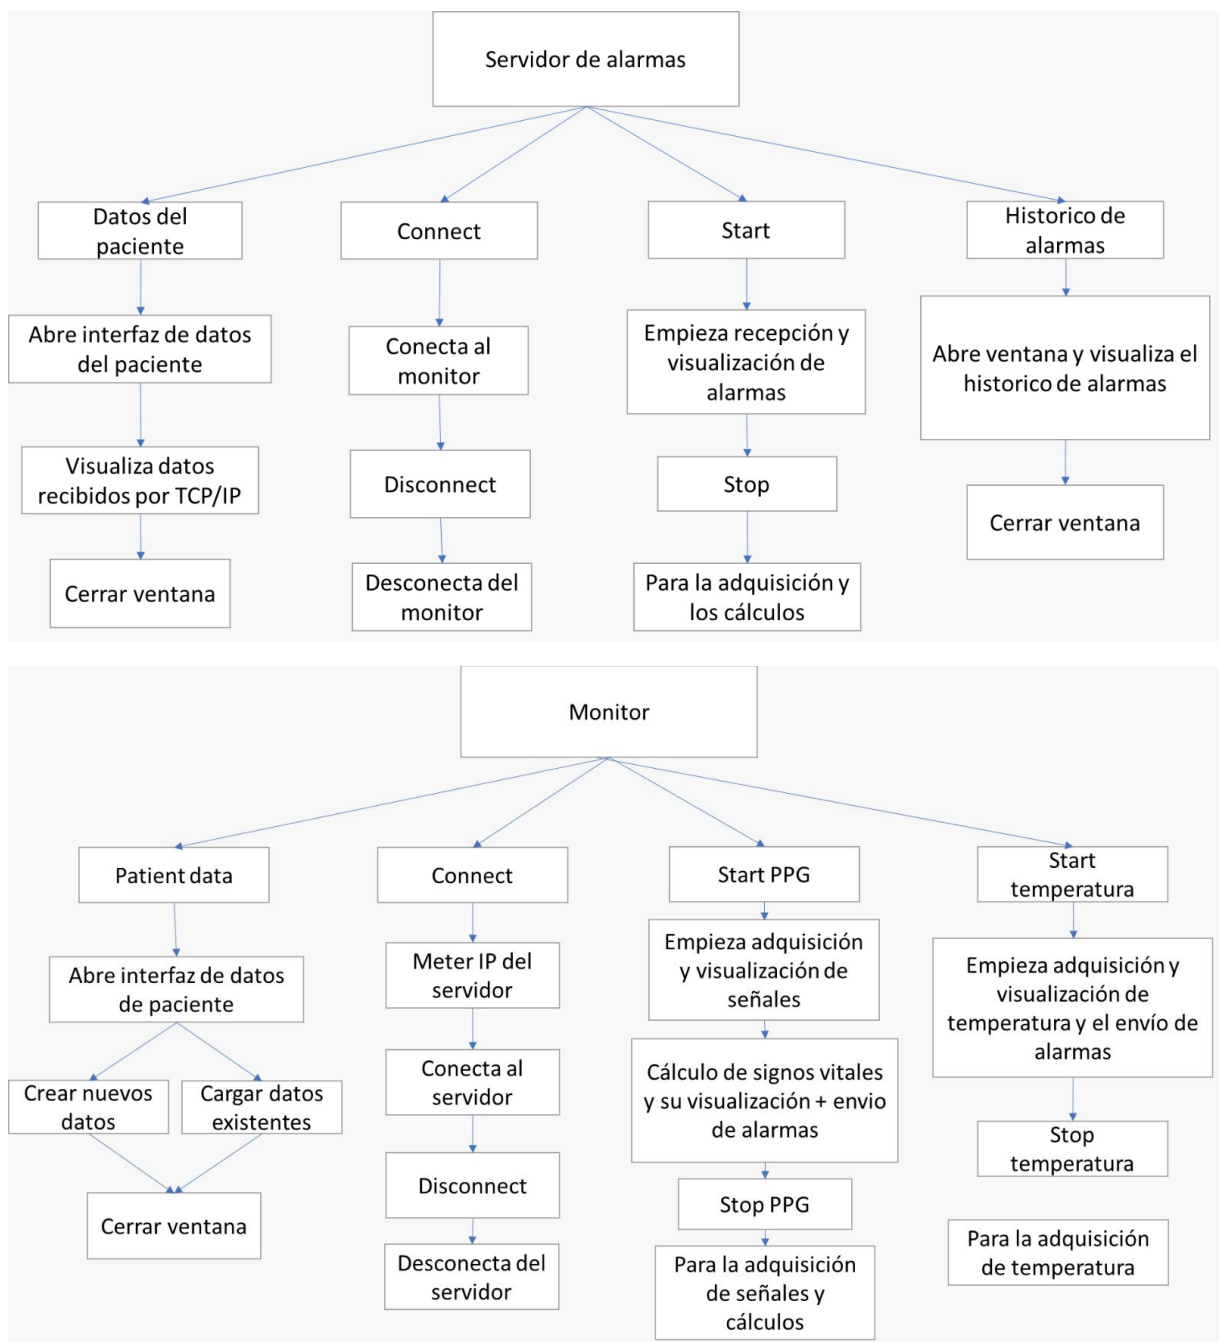 Servidor de alarmas
Datos del
paciente
Connect
Start
Historico de
alarmas
Abre interfaz de datos
del paciente
Conecta al
monitor
Empieza recepción y
visualización de
alarmas
Abre ventana y visualiza el
historico de alarmas
Visualiza datos
recibidos por TCP/IP
Disconnect
Stop
Cerrar ventana
Cerrar ventana
Desconecta del
monitor
Para la adquisición y
los cálculos
Monitor
Patient data
Connect
Start PPG
Start
temperatura
Abre interfaz de datos
de paciente
Meter IP del
servidor
Empieza adquisición
y visualización de
señales
Empieza adquisición y
visualización de
temperatura y el envío de
alarmas
Crear nuevos
datos
Cargar datos
existentes
Conecta al
servidor
Cálculo de signos vitales
y su visualización + envio
de alarmas
Stop
temperatura
Cerrar ventana
Disconnect
Stop PPG
Para la adquisición
de temperatura
Desconecta del
servidor
Para la adquisición
de señales y
cálculos